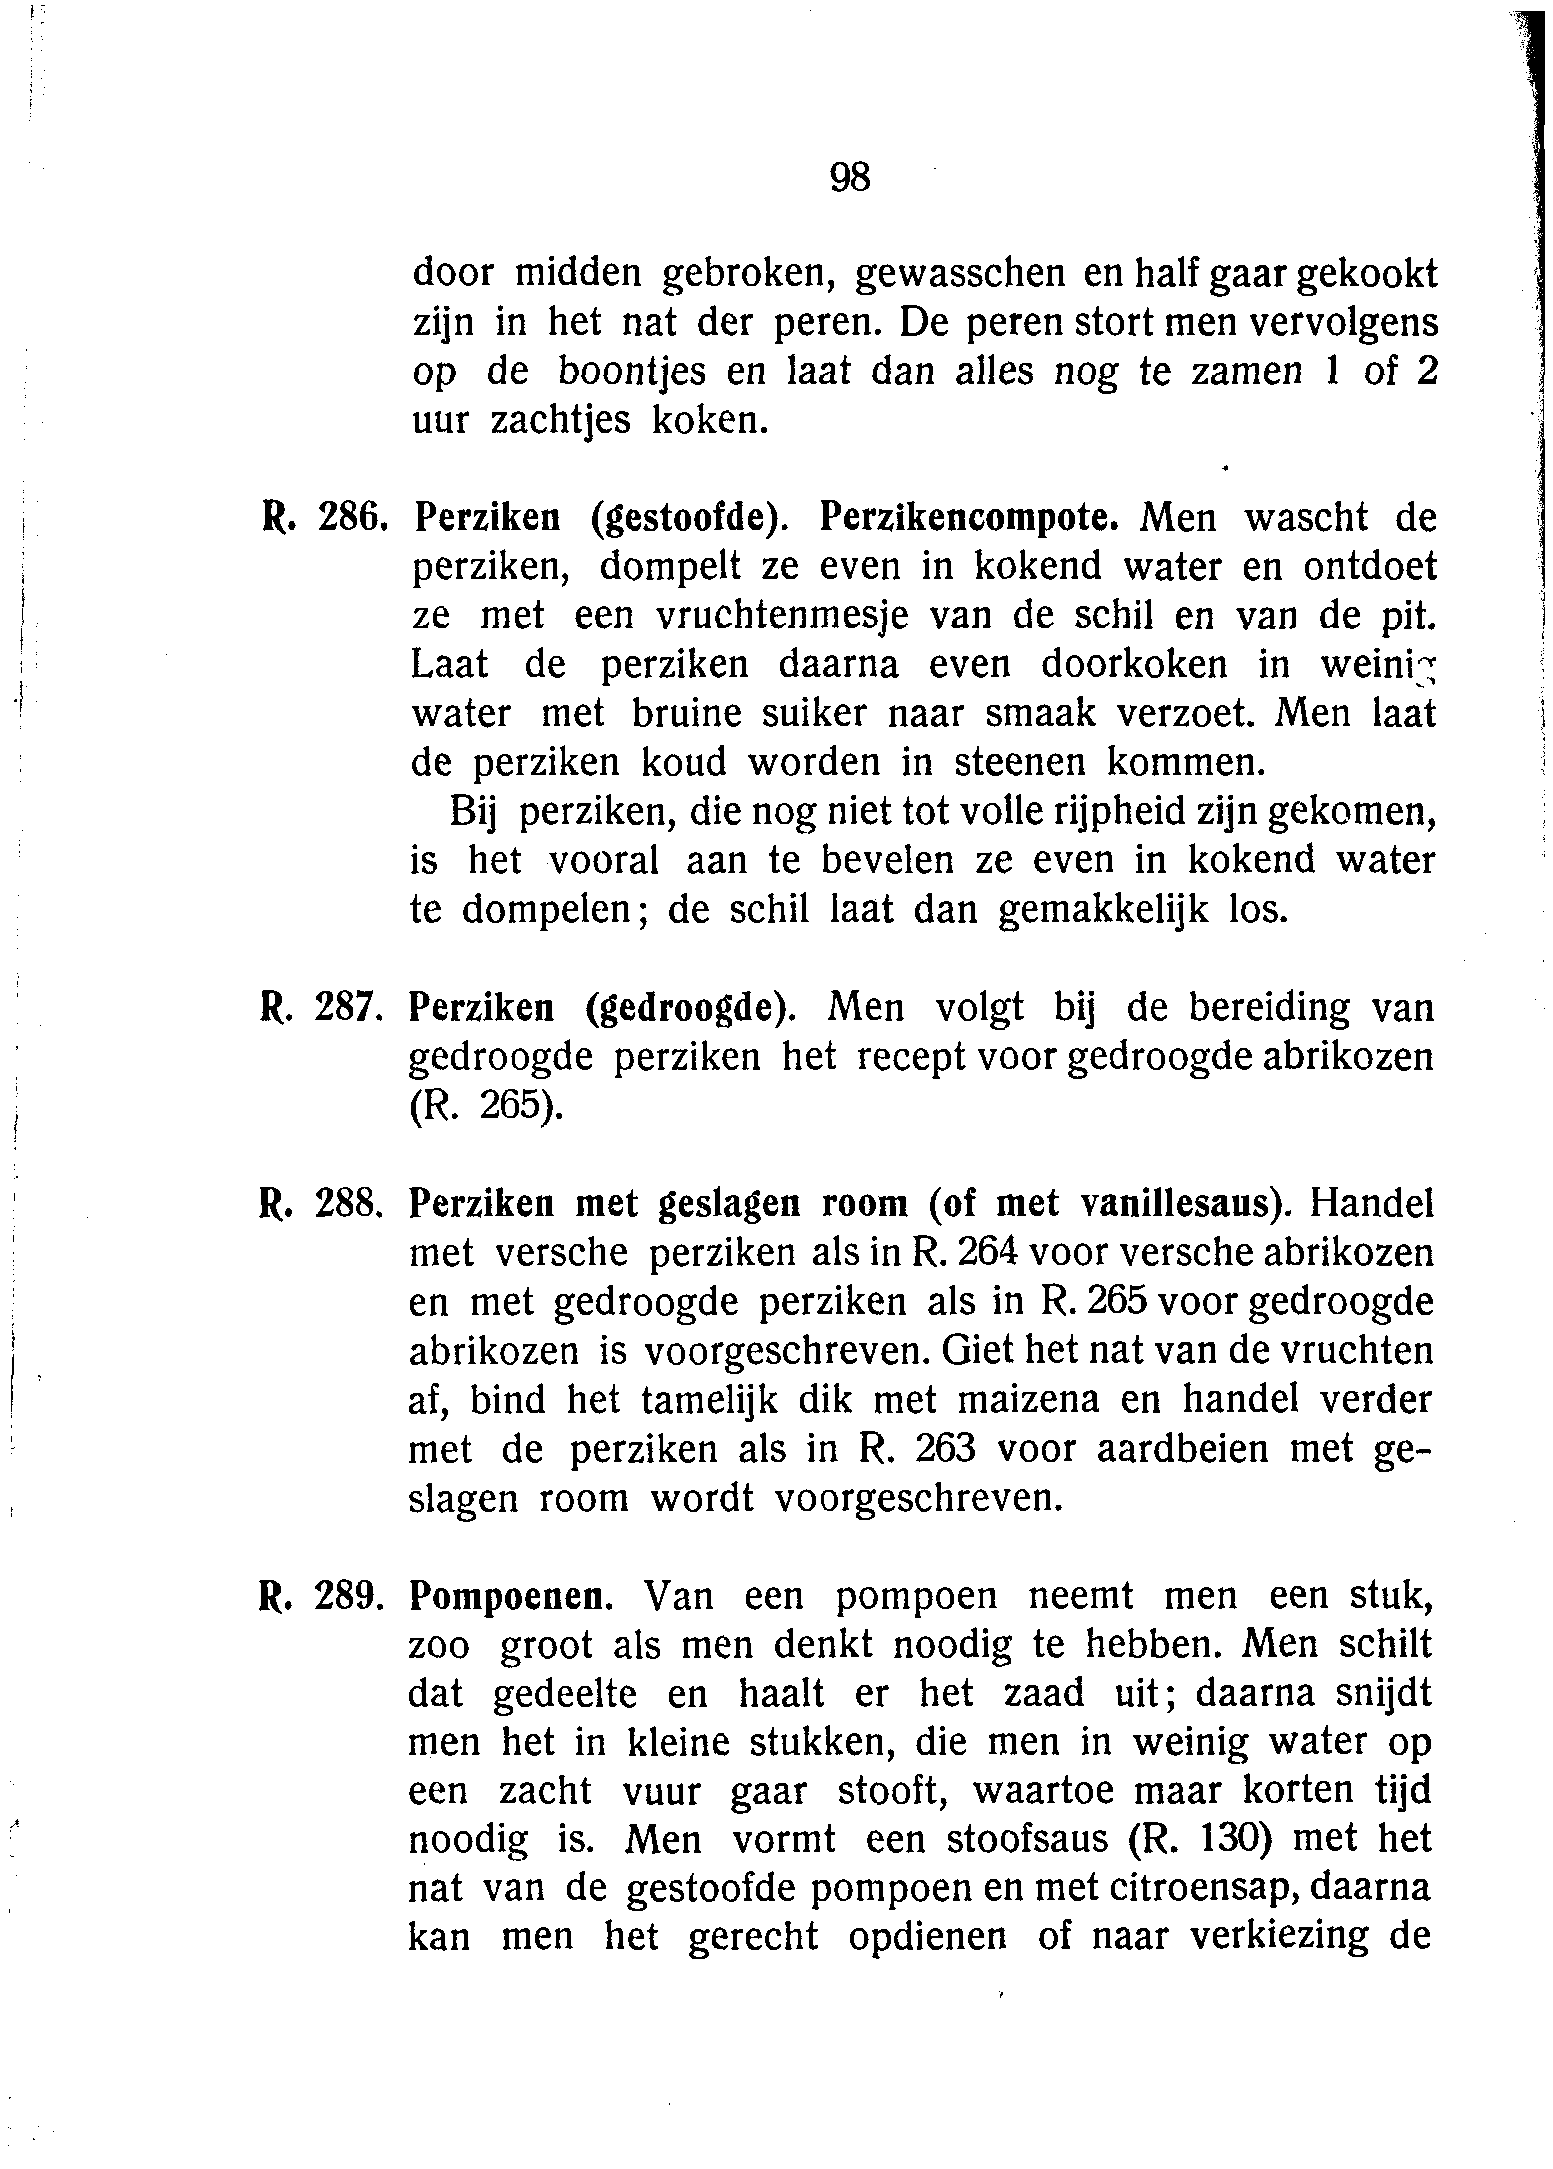 98
door midden gebroken, gewasschen en half gaar gekookt
zijn in het nat der peren. De peren stort men vervolgens
op de boontjes en laat dan alles nog te zamen 1 of 2
uur zachtjes koken.
R. 286. Perziken (gestoofde). Perzikencompote. Men wascht de
perziken, dompelt ze even in kokend water en ontdoet
ze met een vruchtenmesje van de schil en van de pit.
Laat de perziken daarna even doorkoken in weinig
water met bruine suiker naar smaak verzoet. Men laat
de perziken koud worden in steenen kommen.
Bij perziken, die nog niet tot volle rijpheid zijn gekomen,
is het vooral aan te bevelen ze even in kokend water
te dompelen; de schil laat dan gemakkelijk los.
R. 287. Perziken (gedroogde). Men volgt bij de bereiding van
gedroogde perziken het recept voor gedroogde abrikozen
(R. 265).
R. 288. Perziken met geslagen room (of met vanillesaus). Handel
met versche perziken als in R. 264 voor versche abrikozen
en met gedroogde perziken als in R. 265 voor gedroogde
abrikozen is voorgeschreven. Giet het nat van de vruchten
af, bind het tamelijk dik met maizena en handel verder
met de perziken als in R. 263 voor aardbeien met ge-
slagen room wordt voorgeschreven.
R. 289. Pompoenen. Van een pompoen neemt men een stuk,
zoo groot als men denkt noodig te hebben. Men schilt
dat gedeelte en haalt er het zaad uit; daarna snijdt
men het in kleine stukken, die men in weinig water op
een zacht vuur gaar stooft, waartoe maar korten tijd
noodig is. Men vormt een stoofsaus (R. 130) met het
nat van de gestoofde pompoen en met citroensap, daarna
kan men het gerecht opdienen of naar verkiezing de